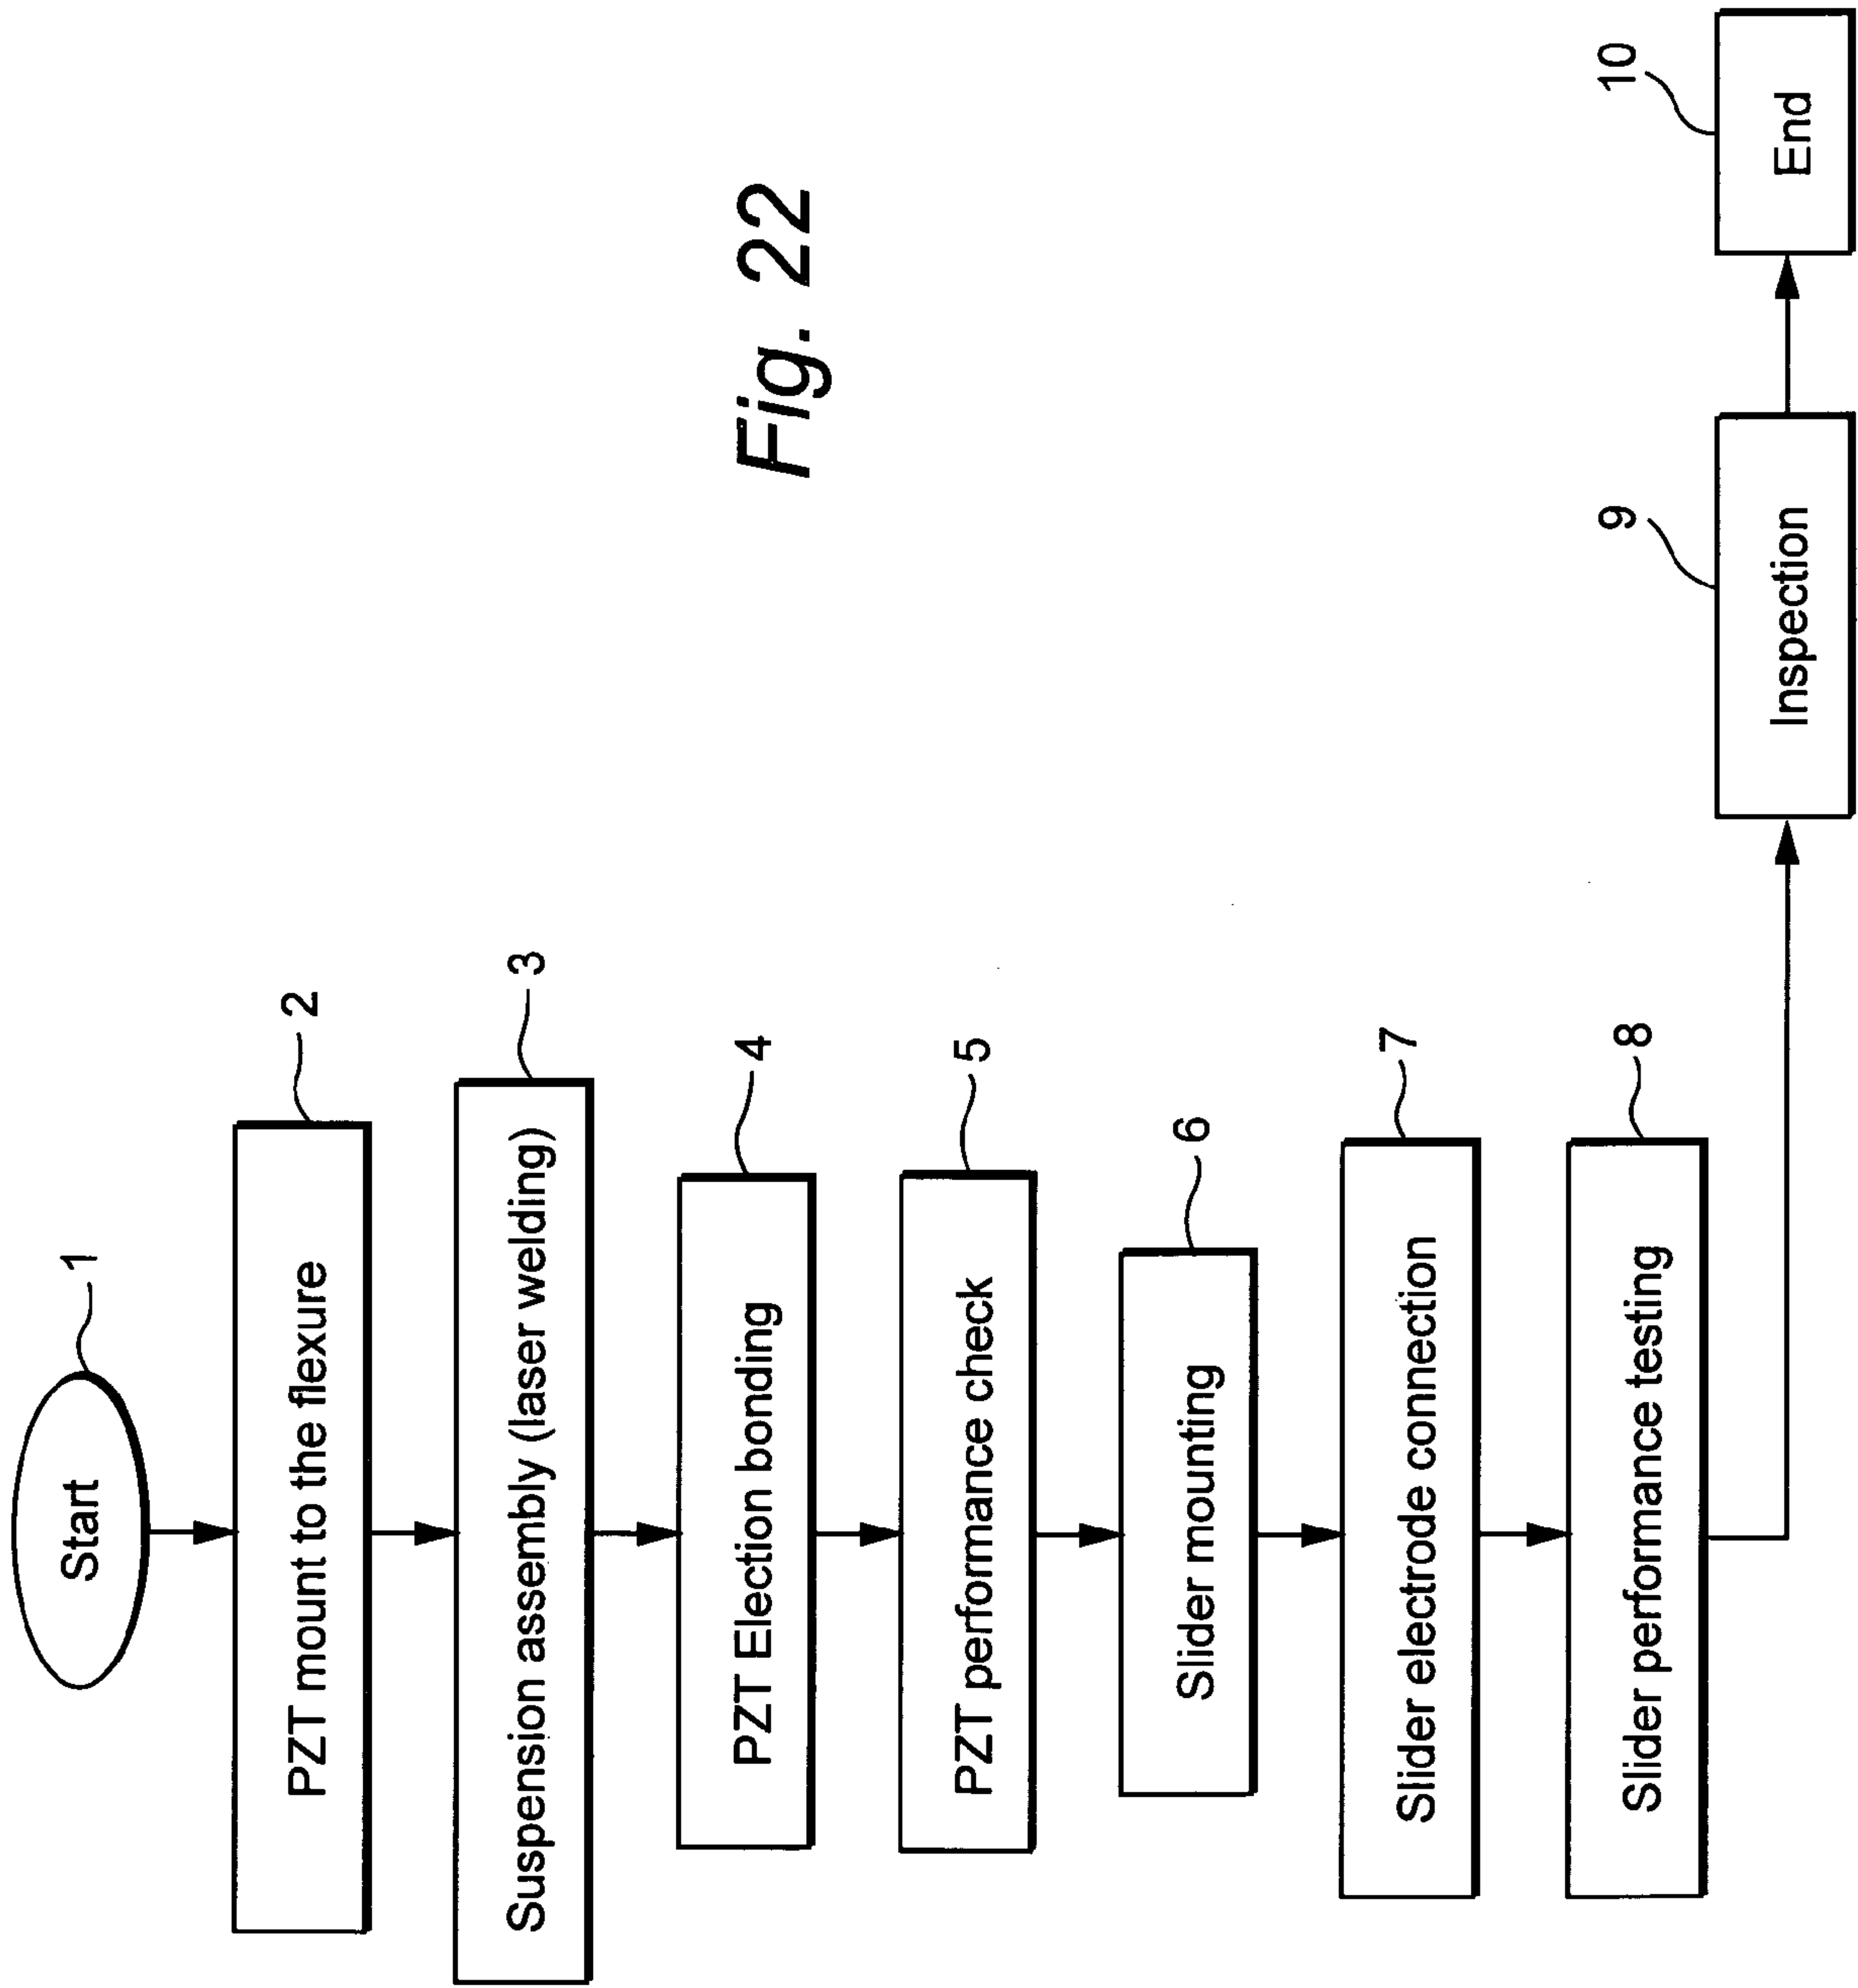 Start
1
PZT mount to the flexure
2
Suspension assembly (laser welding)
3
PZT Election bonding
4
PZT performance check
5
Slider mounting
6
Slider electrode connection
7
Slider performance testing
8
Inspection
9
End
10
Fig. 22